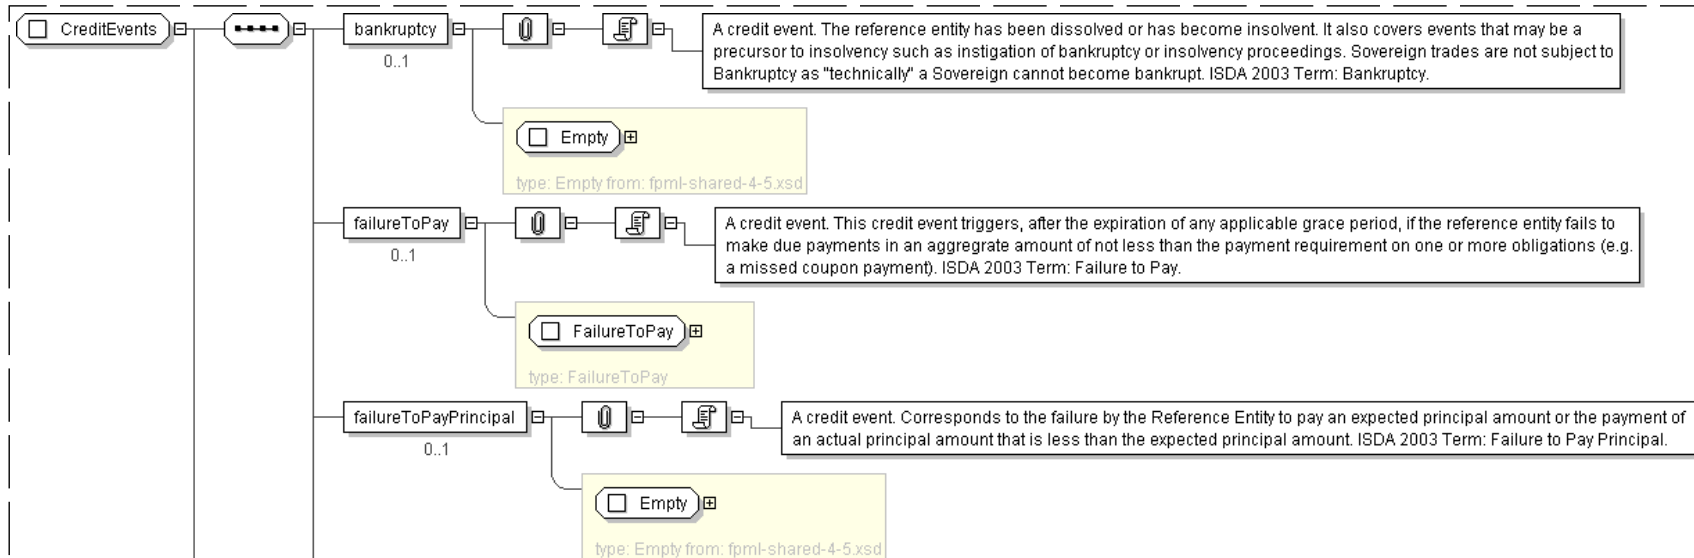 CreditEvents
bankruptcy
0..1
A credit event. The reference entity has been dissolved or has become insolvent. It also covers events that may be a
precursor to insolvency such as instigation of bankruptcy or insolvency proceedings. Sovereign trades are not subject to
Bankruptcy as "technically" a Sovereign cannot become bankrupt. ISDA 2003 Term: Bankruptcy.
Empty
type: Empty from: fpml-shared-4-5.xsd
failureToPay
0..1
A credit event. This credit event triggers, after the expiration of any applicable grace period, if the reference entity fails to
make due payments in an aggregrate amount of not less than the payment requirement on one or more obligations (e.g.
a missed coupon payment). ISDA 2003 Term: Failure to Pay.
FailureToPay
type: FailureToPay
failureToPayPrincipal
0..1
A credit event. Corresponds to the failure by the Reference Entity to pay an expected principal amount or the payment of
an actual principal amount that is less than the expected principal amount. ISDA 2003 Term: Failure to Pay Principal.
Empty
type: Empty from: fpml-shared-4-5.xsd